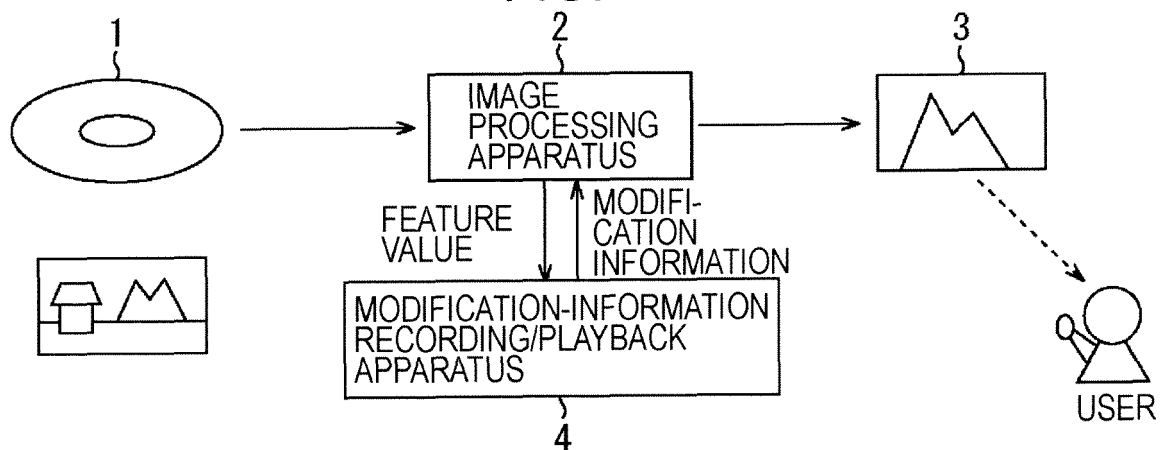 1
2
3
IMAGE
PROCESSING
APPARATUS
FEATURE
VALUE
MODIFI-
CATION
INFORMATION
MODIFICATION-INFORMATION
RECORDING/PLAYBACK
APPARATUS
4
USER